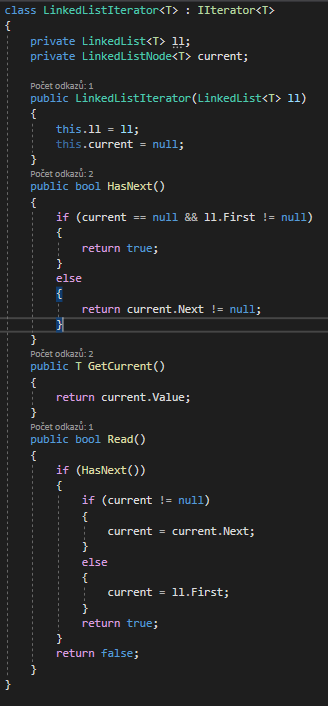 class LinkedListIterator<T> : IIterator<T>
{
    private LinkedList<T> ll;
    private LinkedListNode<T> current;

    Počet odkazů: 1
    public LinkedListIterator(LinkedList<T> ll)
    {
        this.ll = ll;
        this.current = null;
    }
    Počet odkazů: 2
    public bool HasNext()
    {
        if (current == null && ll.First != null)
        {
            return true;
        }
        else
        {
            return current.Next != null;
        }
    }
    Počet odkazů: 2
    public T GetCurrent()
    {
        return current.Value;
    }
    Počet odkazů: 1
    public bool Read()
    {
        if (HasNext())
        {
            if (current != null)
            {
                current = current.Next;
            }
            else
            {
                current = ll.First;
            }
            return true;
        }
        return false;
    }
}